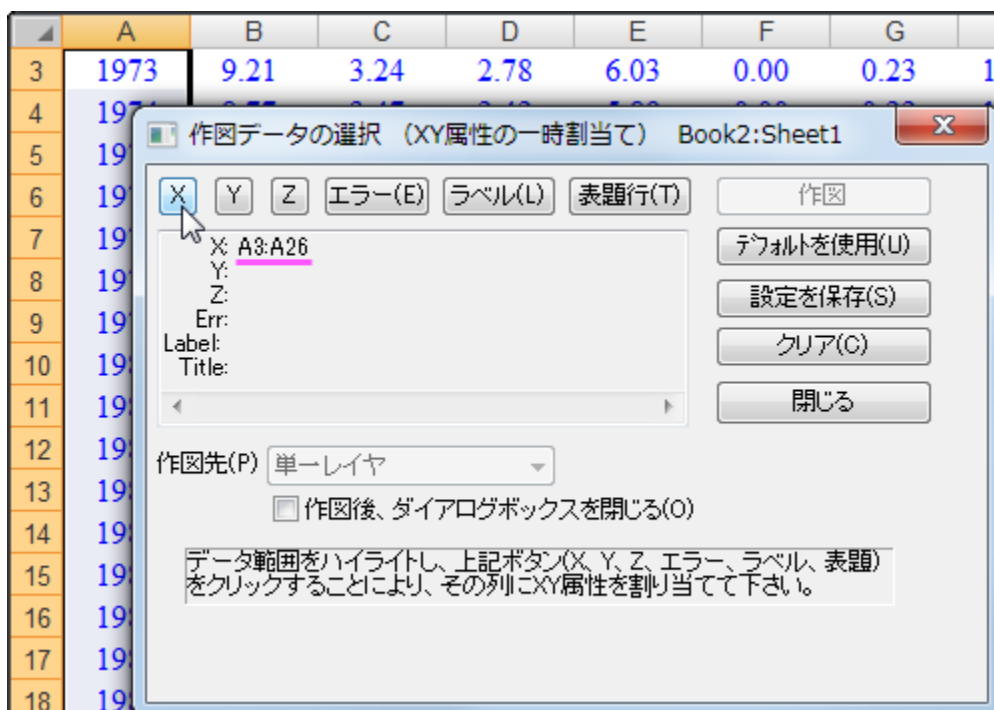 A B C D E F G
3 1973 9.21 3.24 2.78 6.03 0.00 0.23 1
4
作図データの選択 （XY属性の一時割当て） Book2:Sheet1
5
6 X Y Z エラー(E) ラベル(L) 表題行(T) 作図
7 X: A3:A26 デフォルトを使用(U)
Y:
8 Z: 設定を保存(S)
9 Err:
Label: クリア(C)
10 Title:
11 閉じる
12 作図先(P) 単一レイヤ
13 作図後、ダイアログボックスを閉じる(O)
14
データ範囲をハイライトし、上記ボタン(X、Y、Z、エラー、ラベル、表題)
15 をクリックすることにより、その列にXY属性を割り当てて下さい。
16
17
18